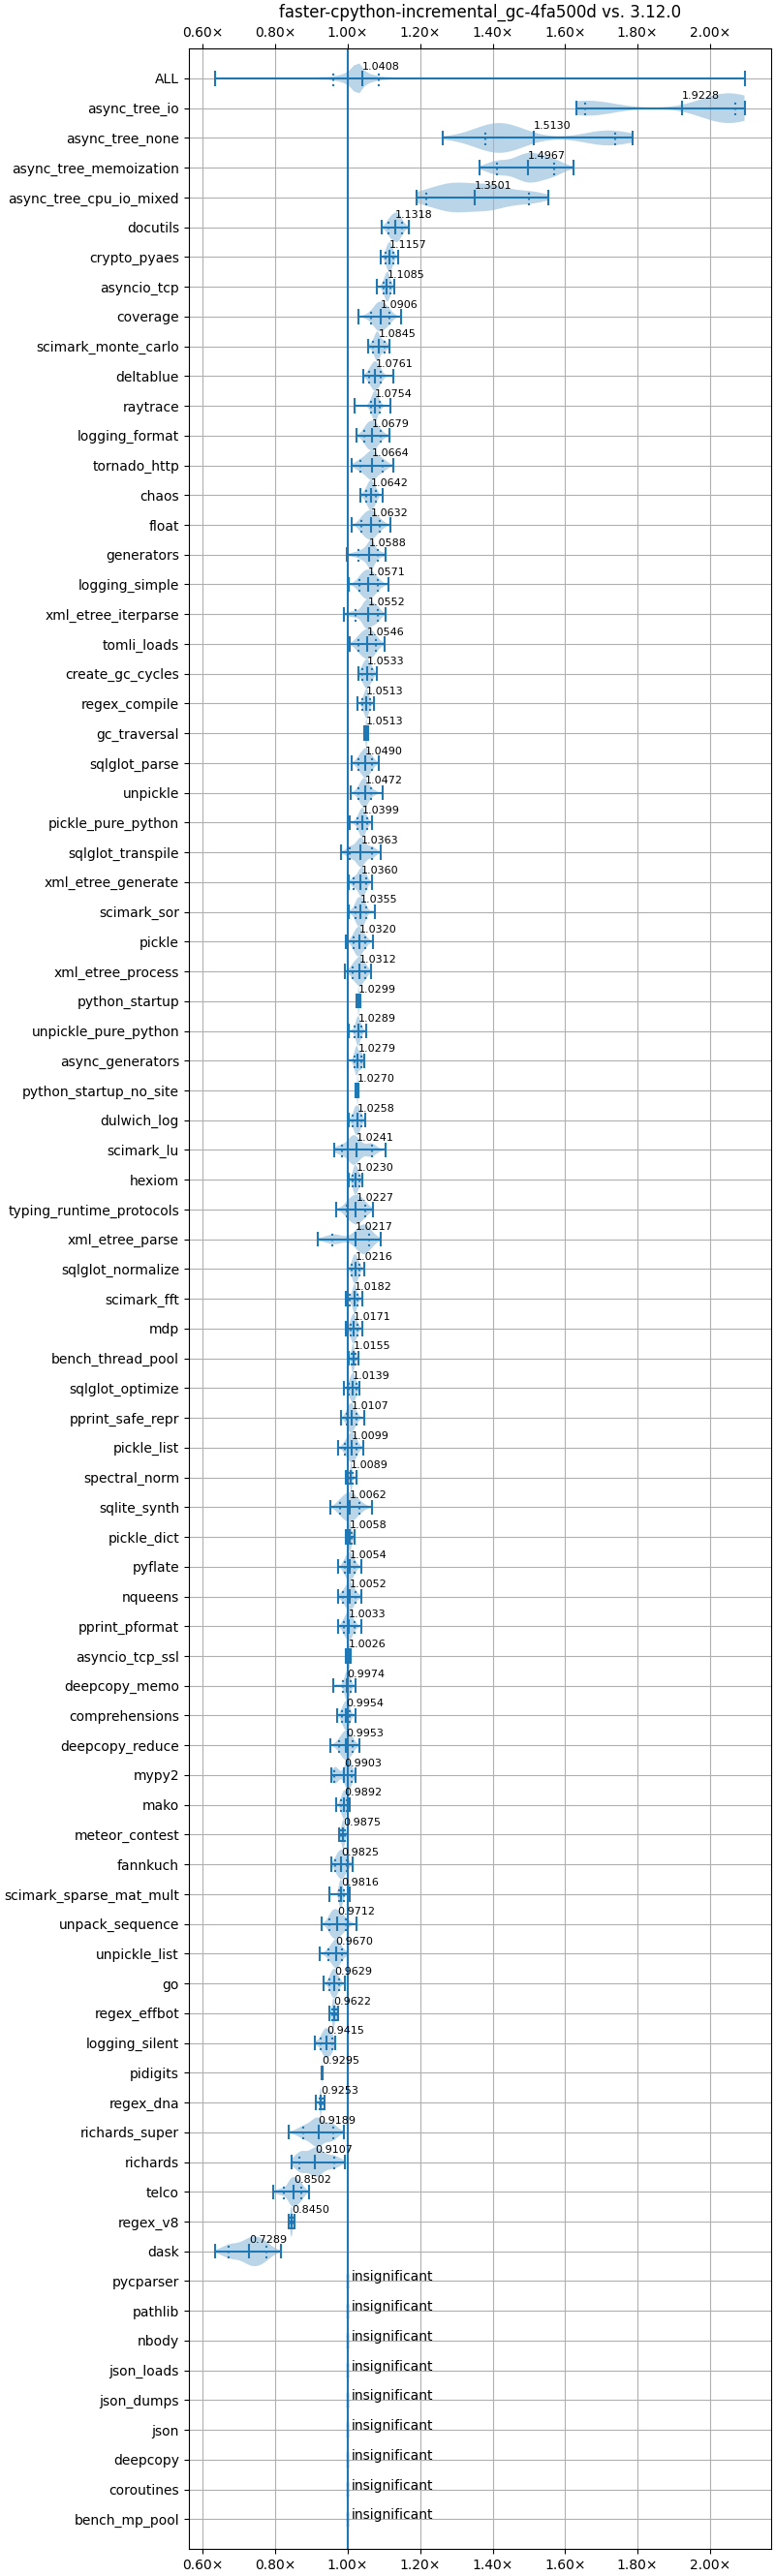 faster-cpython-incremental_gc-4fa500d vs. 3.12.0
0.60× 0.80× 1.00× 1.20× 1.40× 1.60× 1.80× 2.00×
ALL 1.0408
async_tree_io 1.9228
async_tree_none 1.5130
async_tree_memoization 1.4967
async_tree_cpu_io_mixed 1.3501
docutils 1.1318
crypto_pyaes 1.1157
asyncio_tcp 1.1085
coverage 1.0906
scimark_monte_carlo 1.0845
deltablue 1.0761
raytrace 1.0754
logging_format 1.0679
tornado_http 1.0664
chaos 1.0642
float 1.0632
generators 1.0588
logging_simple 1.0571
xml_etree_iterparse 1.0552
tomli_loads 1.0546
create_gc_cycles 1.0533
regex_compile 1.0513
gc_traversal 1.0513
sqlglot_parse 1.0490
unpickle 1.0472
pickle_pure_python 1.0399
sqlglot_transpile 1.0363
xml_etree_generate 1.0360
scimark_sor 1.0355
pickle 1.0320
xml_etree_process 1.0312
python_startup 1.0299
unpickle_pure_python 1.0289
async_generators 1.0279
python_startup_no_site 1.0270
dulwich_log 1.0258
scimark_lu 1.0241
hexiom 1.0230
typing_runtime_protocols 1.0227
xml_etree_parse 1.0217
sqlglot_normalize 1.0216
scimark_fft 1.0182
mdp 1.0171
bench_thread_pool 1.0155
sqlglot_optimize 1.0139
pprint_safe_repr 1.0107
pickle_list 1.0099
spectral_norm 1.0089
sqlite_synth 1.0062
pickle_dict 1.0058
pyflate 1.0054
nqueens 1.0052
pprint_pformat 1.0033
asyncio_tcp_ssl 1.0026
deepcopy_memo 0.9974
comprehensions 0.9954
deepcopy_reduce 0.9953
mypy2 0.9903
mako 0.9892
meteor_contest 0.9875
fannkuch 0.9825
scimark_sparse_mat_mult 0.9816
unpack_sequence 0.9712
unpickle_list 0.9670
go 0.9629
regex_effbot 0.9622
logging_silent 0.9415
pidigits 0.9295
regex_dna 0.9253
richards_super 0.9189
richards 0.9107
telco 0.8502
regex_v8 0.8450
dask 0.7289
pycparser insignificant
pathlib insignificant
nbody insignificant
json_loads insignificant
json_dumps insignificant
json insignificant
deepcopy insignificant
coroutines insignificant
bench_mp_pool insignificant
0.60× 0.80× 1.00× 1.20× 1.40× 1.60× 1.80× 2.00×